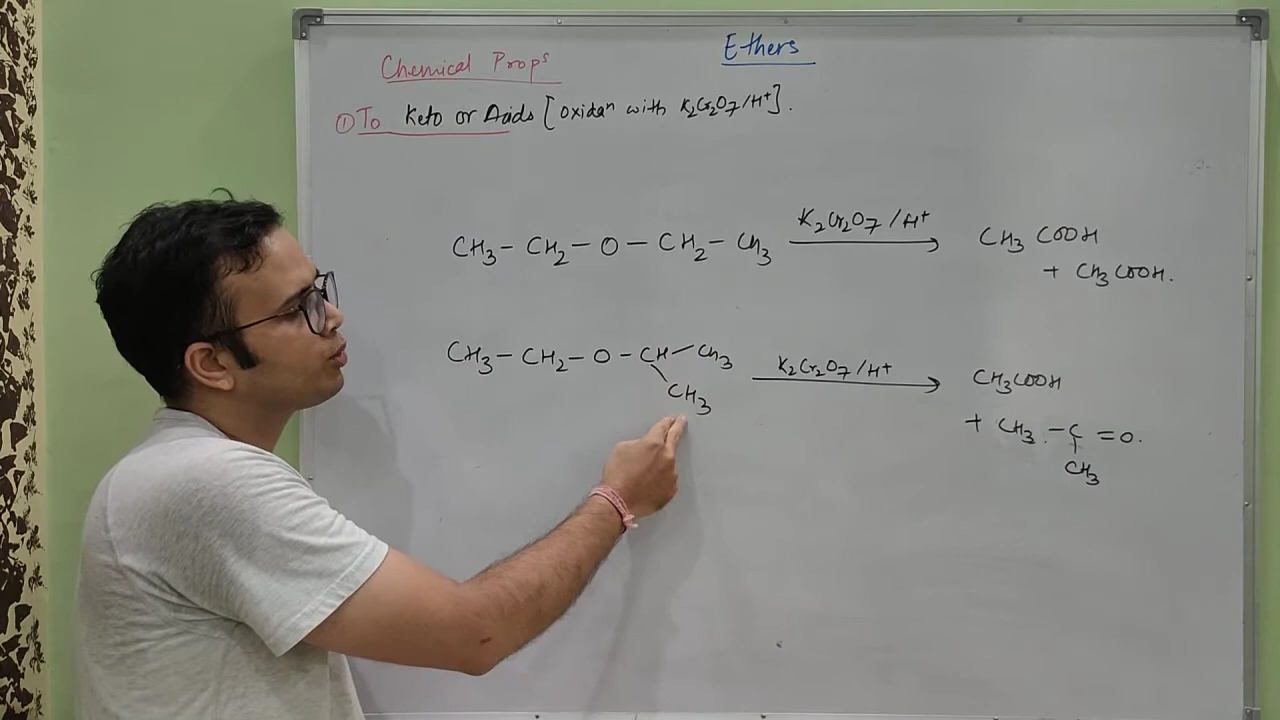 Ethers
Chemical Props
① To Keto or Acids [oxidaⁿ with K₂Cr₂O₇/H⁺].
CH₃ – CH₂ – O – CH₂ – CH₃ K₂Cr₂O₇/H⁺ → CH₃COOH
+ CH₃COOH.
CH₃ – CH₂ – O – CH – CH₃ K₂Cr₂O₇/H⁺ → CH₃COOH
CH₃
+ CH₃ – C = O.
CH₃